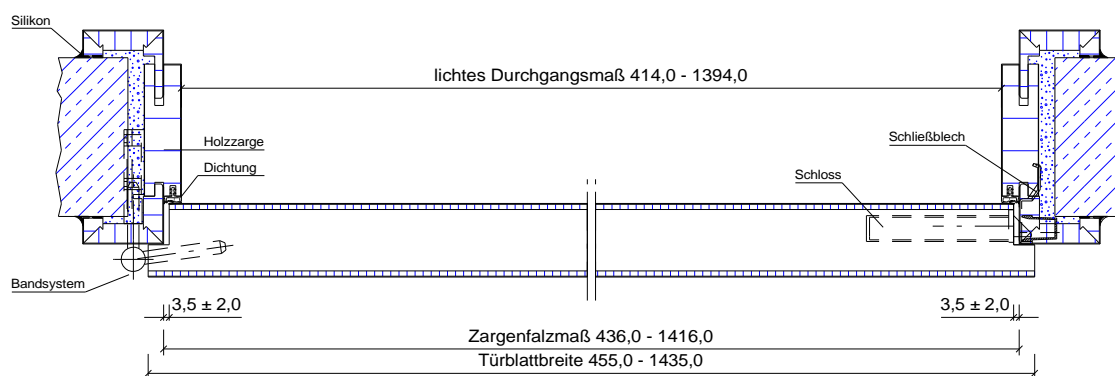 Silikon
lichtes Durchgangsmaß 414,0 - 1394,0
Holzzarge
Schließblech
Dichtung
Schloss
Bandsystem
3,5 ± 2,0
3,5 ± 2,0
Zargenfalzmaß 436,0 - 1416,0
Türblattbreite 455,0 - 1435,0